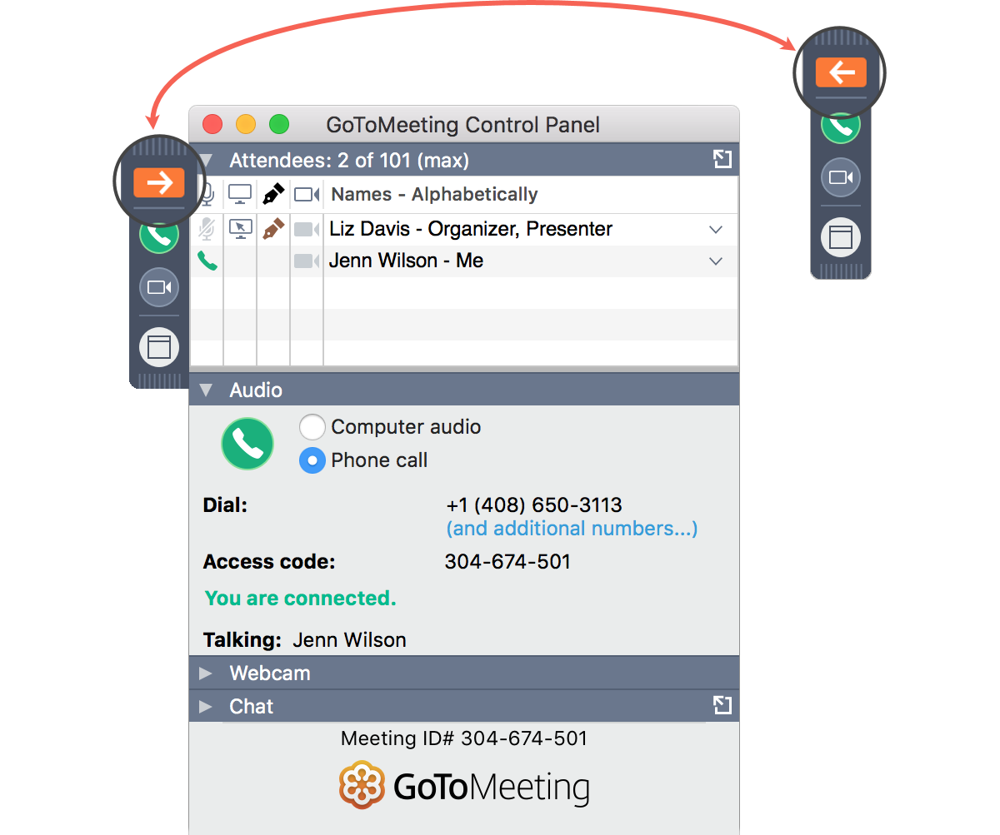 GoToMeeting Control Panel
Attendees: 2 of 101 (max)
Names - Alphabetically
Liz Davis - Organizer, Presenter
Jenn Wilson - Me
Audio
Computer audio
Phone call
Dial: +1 (408) 650-3113
(and additional numbers...)
Access code: 304-674-501
You are connected.
Talking: Jenn Wilson
Webcam
Chat
Meeting ID# 304-674-501
GoToMeeting